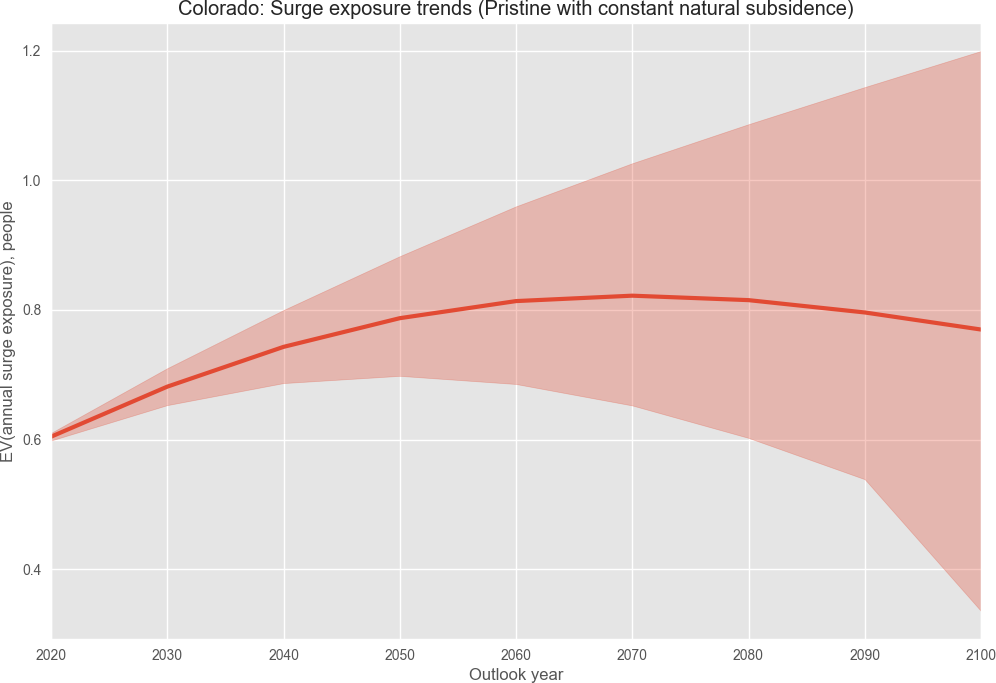 Colorado: Surge exposure trends (Pristine with constant natural subsidence)
EV(annual surge exposure), people
1.2
1.0
0.8
0.6
0.4
2020 2030 2040 2050 2060 2070 2080 2090 2100
Outlook year